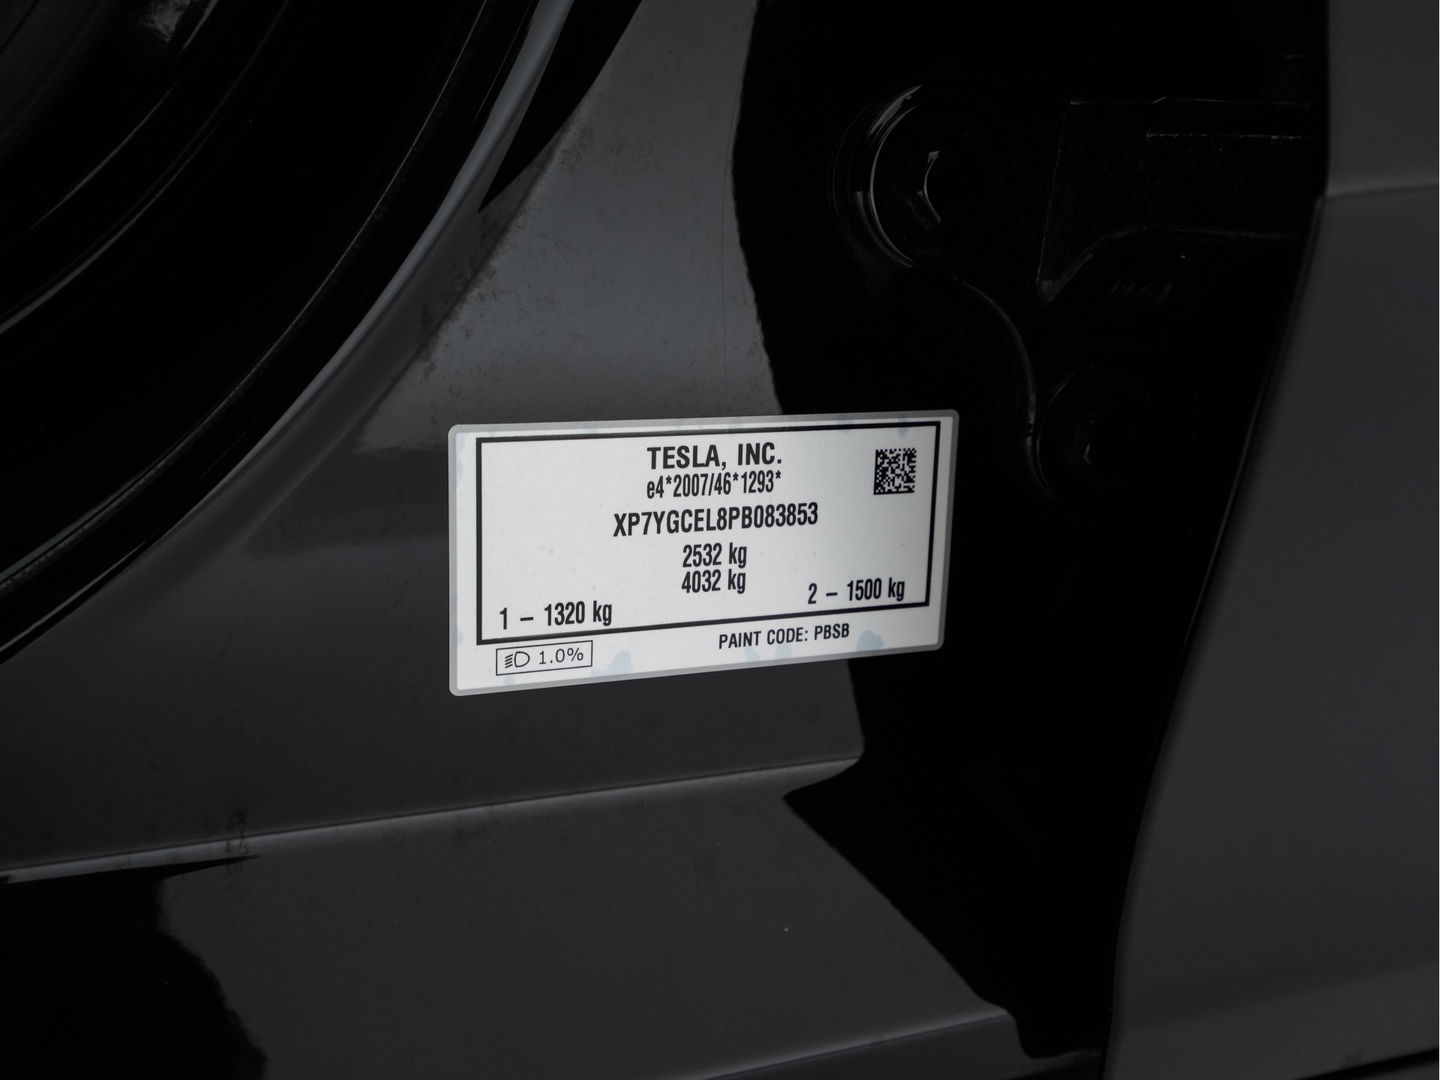 TESLA, INC.
e4*2007/46*1293*
XP7YGCEL8PB083853
2532 kg
4032 kg
1 – 1320 kg
2 – 1500 kg
1.0%
PAINT CODE: PBSB